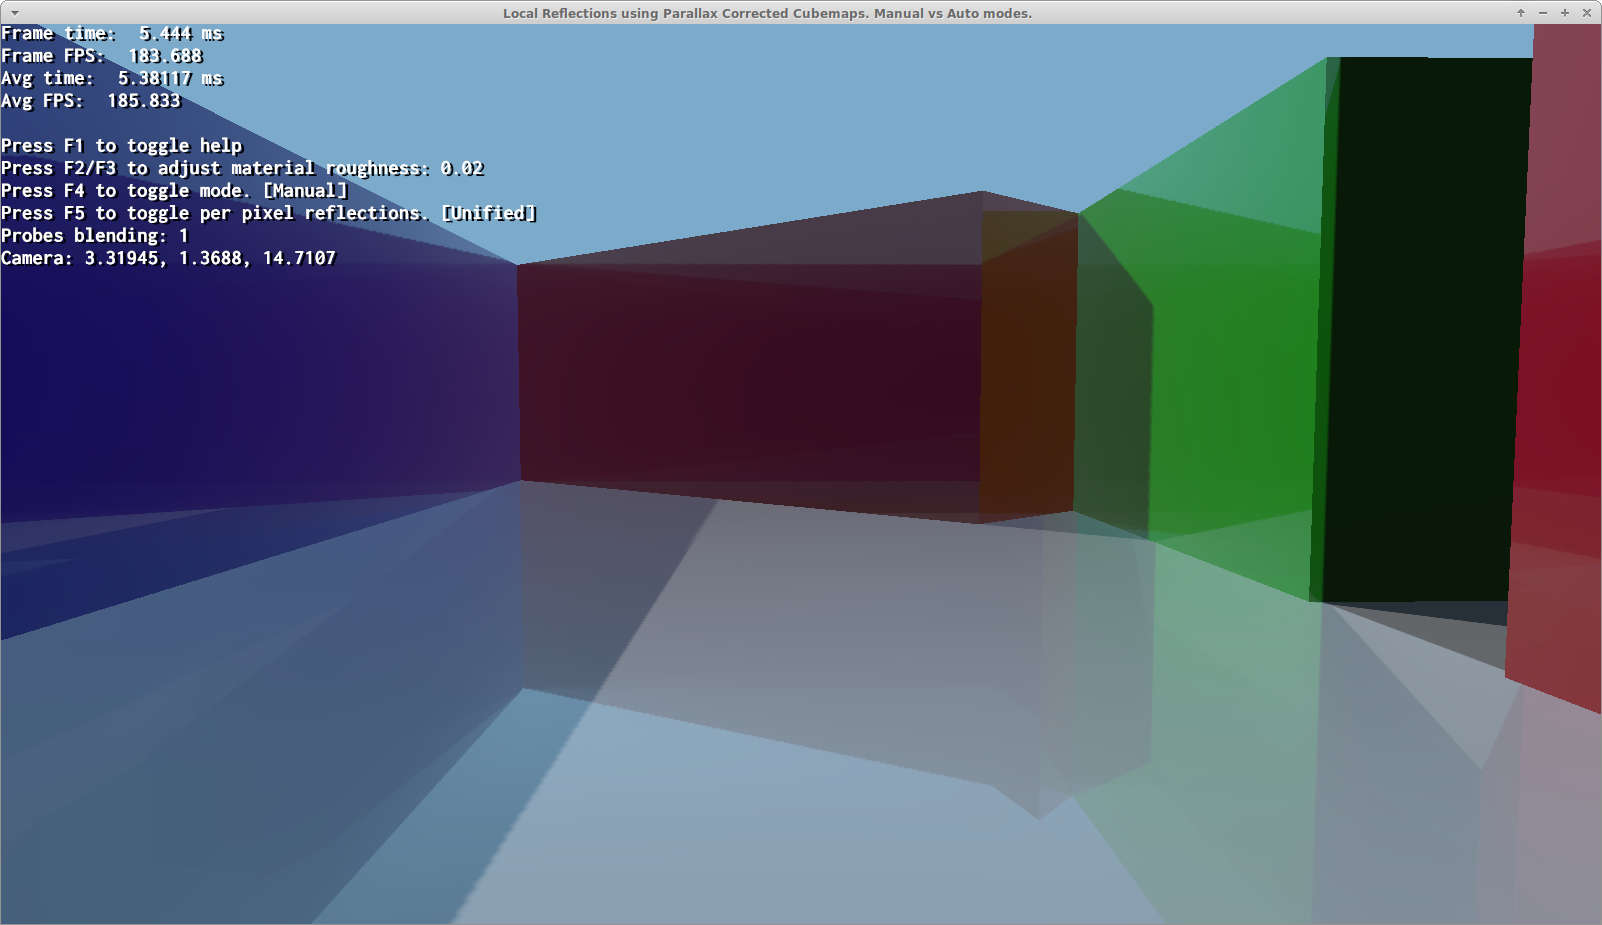 Local Reflections using Parallax Corrected Cubemaps. Manual vs Auto modes.
Frame time:  5.444 ms
Frame FPS:  183.688
Avg time:  5.38117 ms
Avg FPS:  185.833
Press F1 to toggle help
Press F2/F3 to adjust material roughness: 0.02
Press F4 to toggle mode. [Manual]
Press F5 to toggle per pixel reflections. [Unified]
Probes blending: 1
Camera: 3.31945, 1.3688, 14.7107